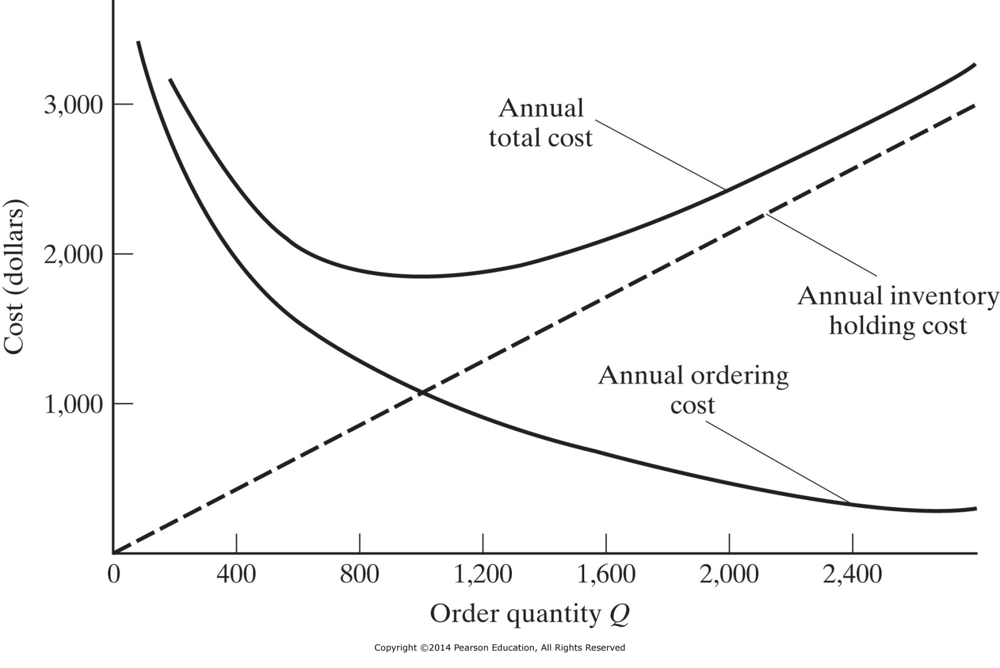 3,000
2,000
1,000
Cost (dollars)
Annual
total cost
Annual inventory
holding cost
Annual ordering
cost
0
400
800
1,200
1,600
2,000
2,400
Order quantity Q
Copyright ©2014 Pearson Education, All Rights Reserved